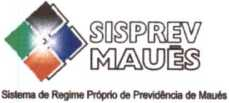 SISPREV
MAUÉS
Sistema de Regime Próprio de Previdência de Maués